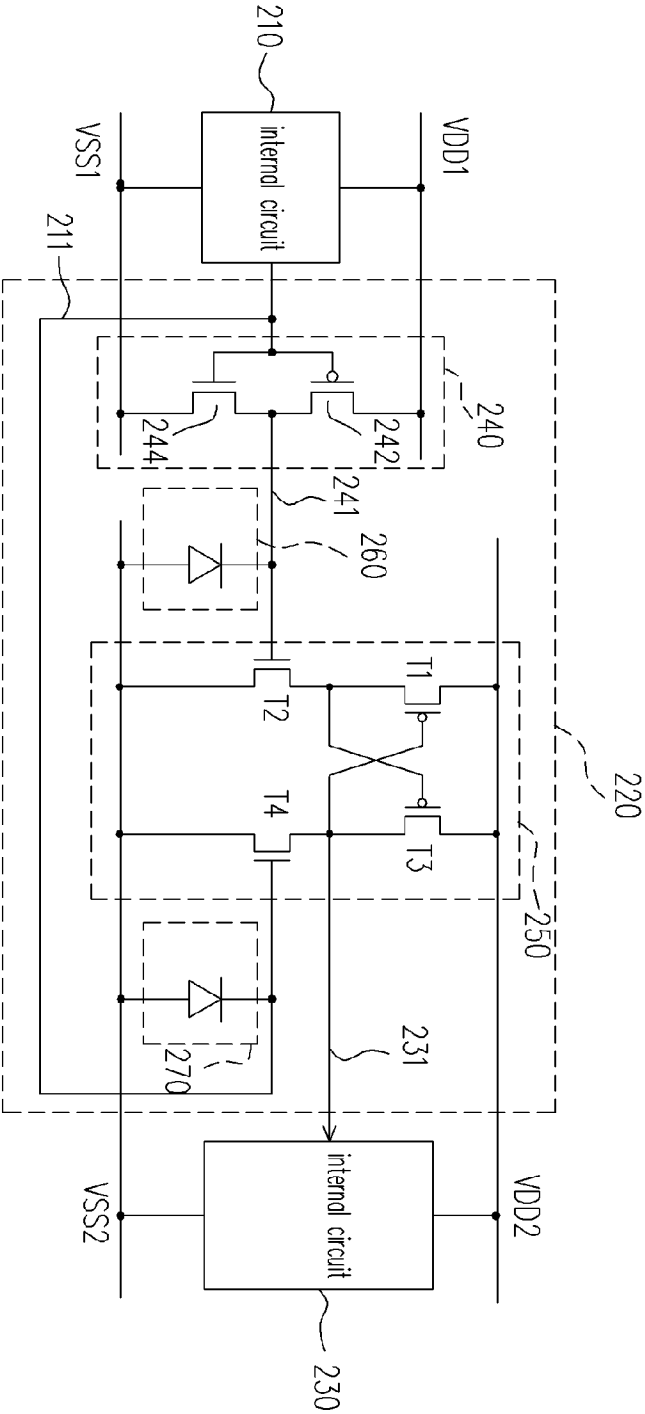 210
VSS1
internal circuit
VDD1
211
240
244
242
241
260
220
T1
T2
T4
T3
250
270
231
VSS2
internal circuit
VDD2
230